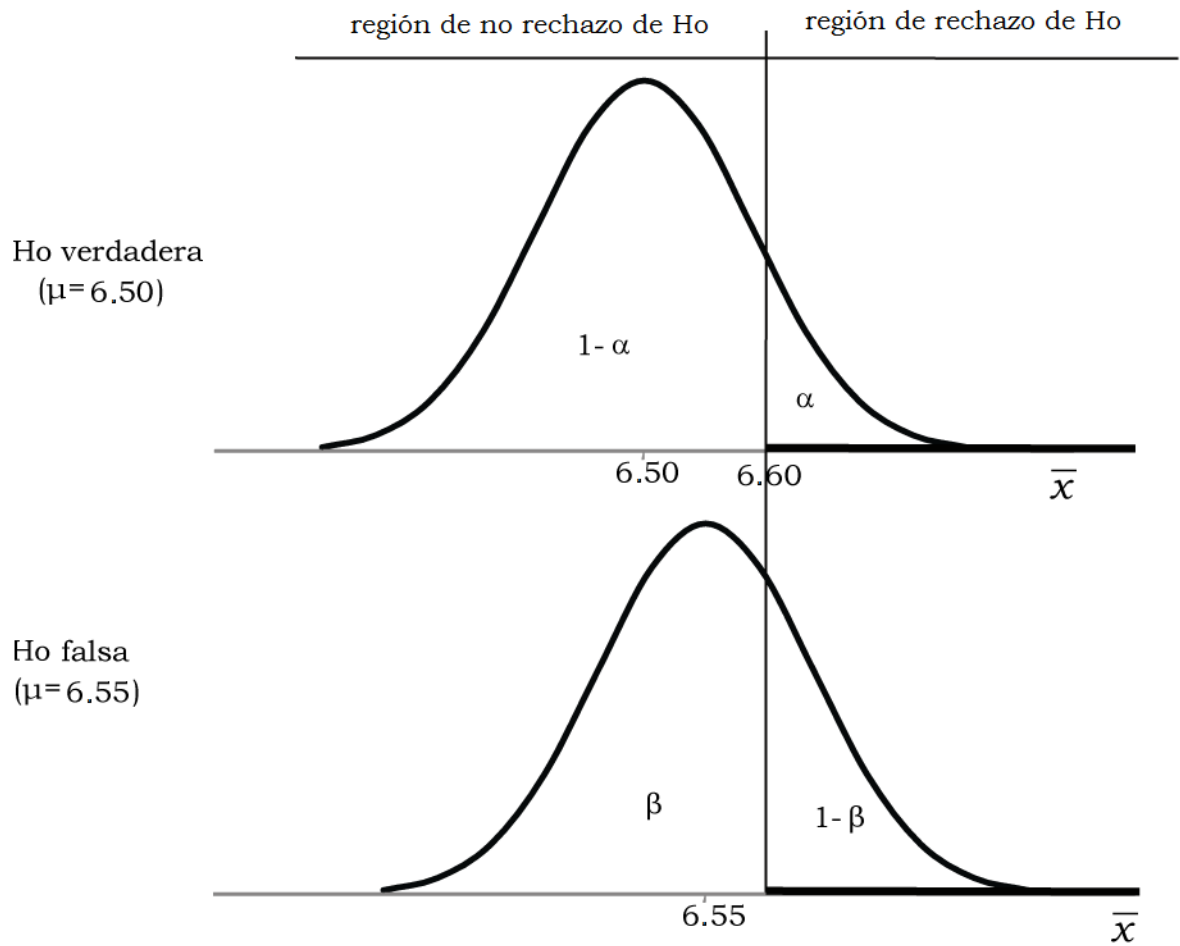 región de no rechazo de Ho
región de rechazo de Ho
Ho verdadera
(μ=6.50)
1- α
α
6.50
6.60
x̅
Ho falsa
(μ=6.55)
β
1- β
6.55
x̅